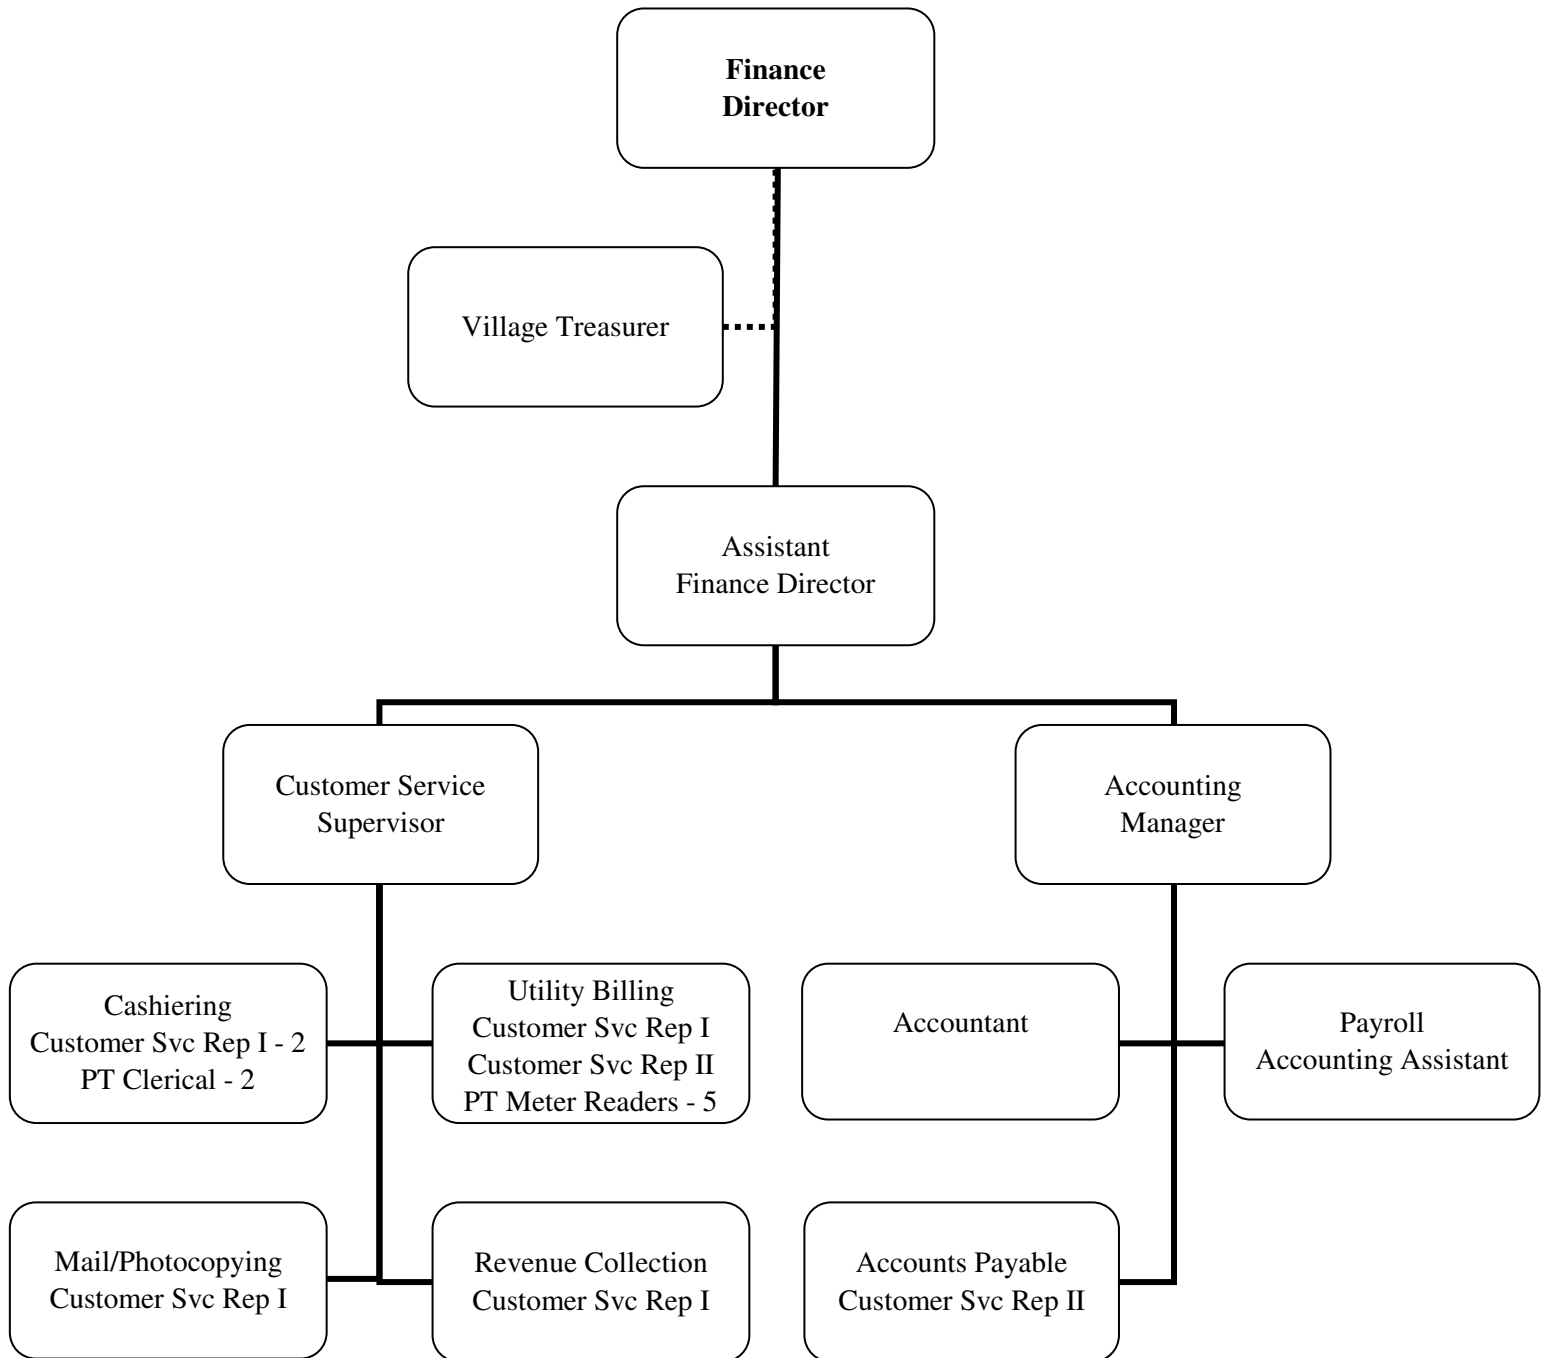 Finance
Director
Village Treasurer
Assistant
Finance Director
Customer Service
Supervisor
Accounting
Manager
Cashiering
Customer Svc Rep I - 2
PT Clerical - 2
Utility Billing
Customer Svc Rep I
Customer Svc Rep II
PT Meter Readers - 5
Accountant
Payroll
Accounting Assistant
Mail/Photocopying
Customer Svc Rep I
Revenue Collection
Customer Svc Rep I
Accounts Payable
Customer Svc Rep II